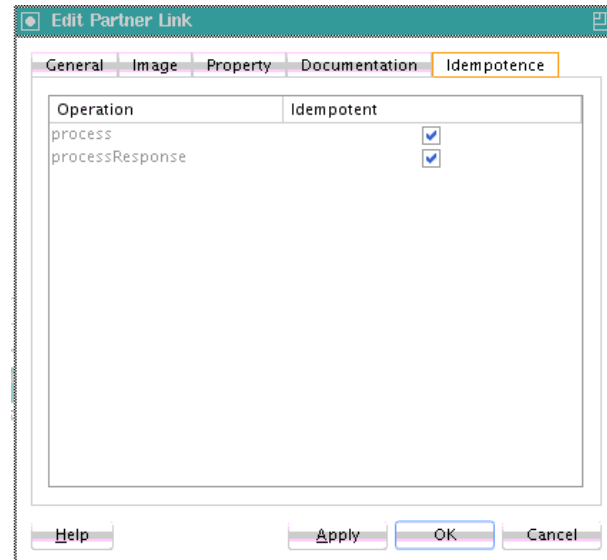 Edit Partner Link
General Image Property Documentation Idempotence
Operation Idempotent
process
processResponse
Help Apply OK Cancel